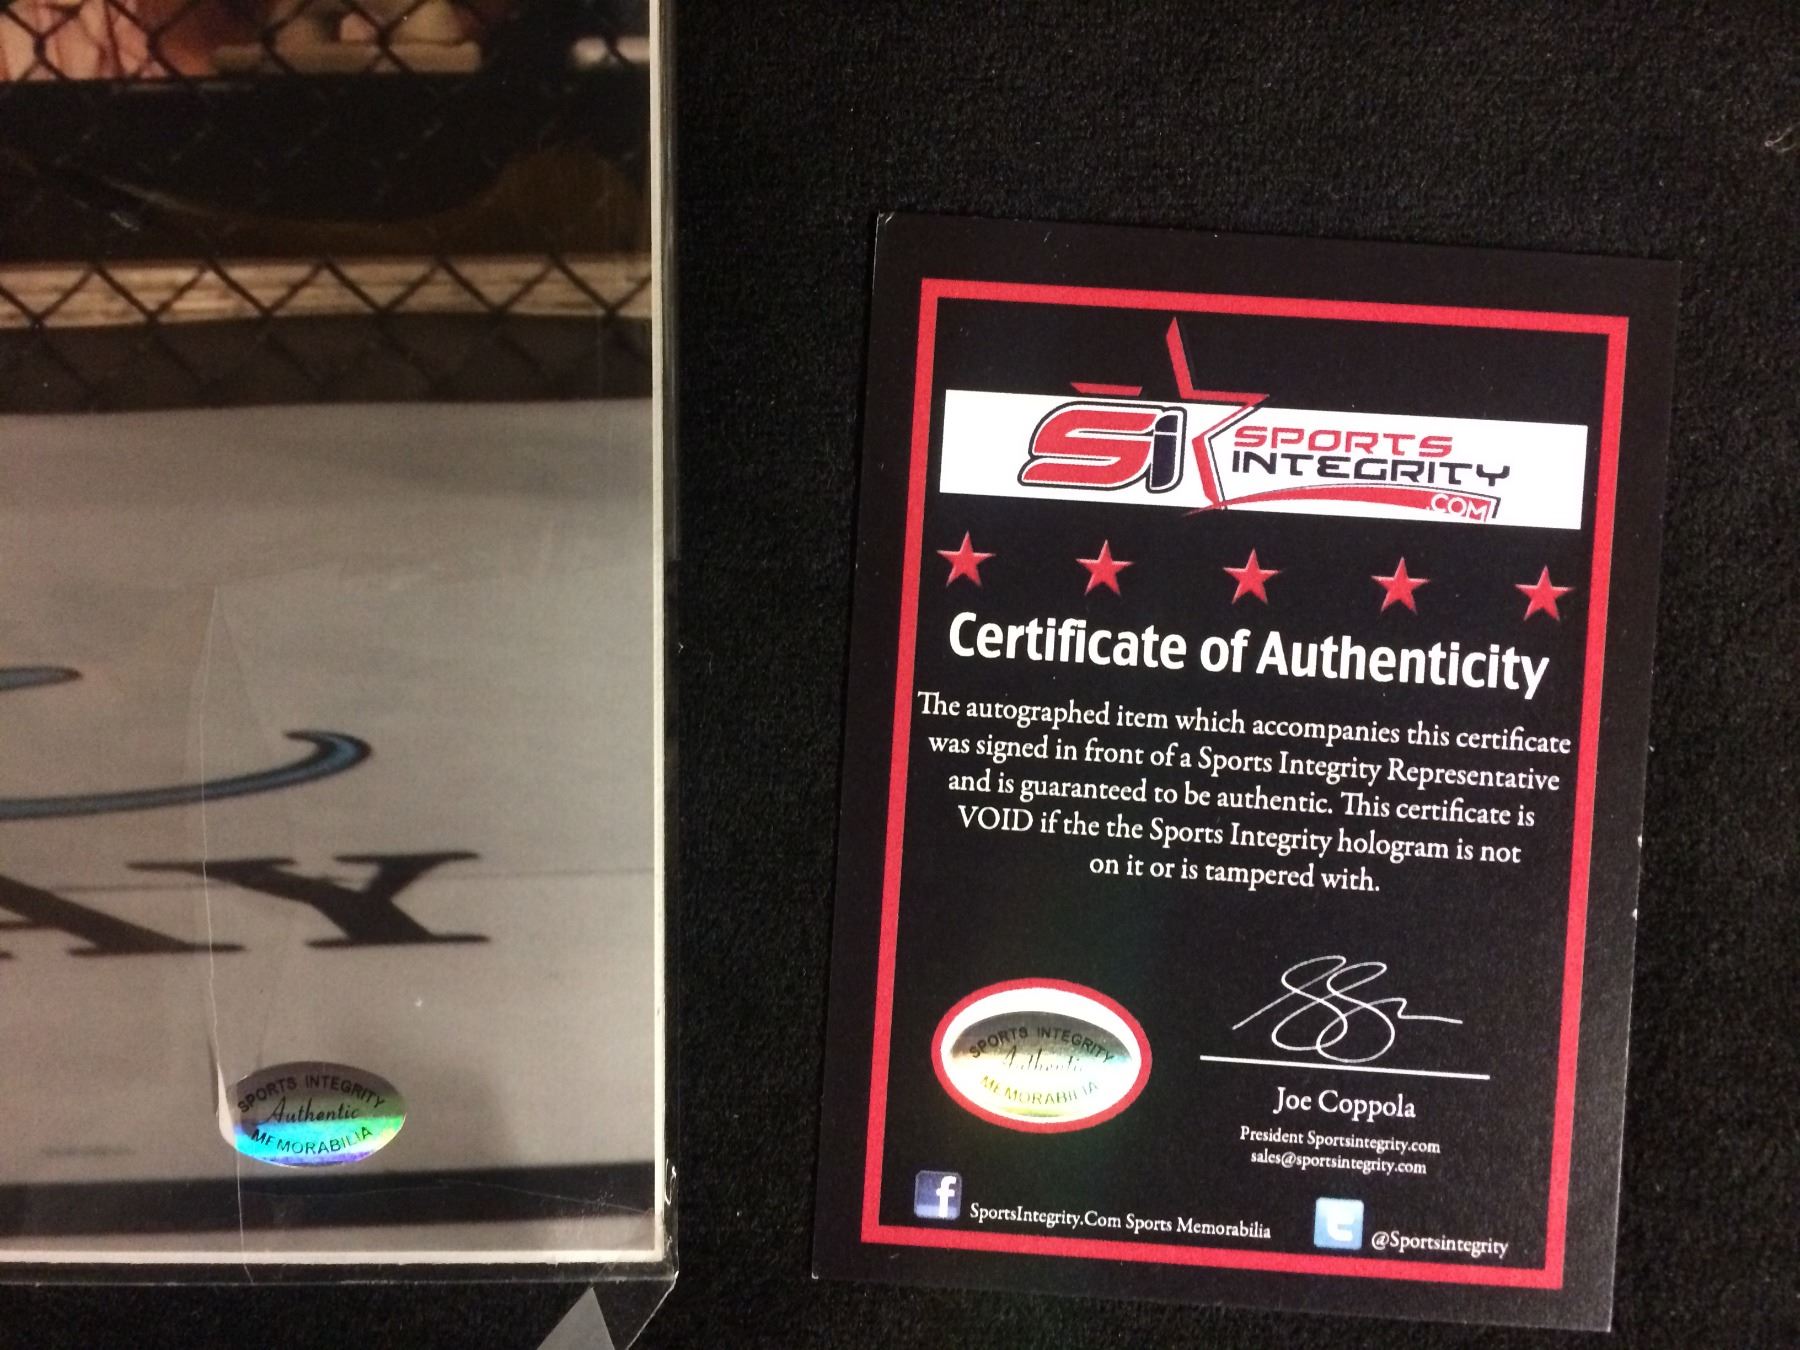 AY
SPORTS INTEGRITY
Authentic
MEMORABILIA
Si SPORTS
INTEGRITY
.COM
Certificate of Authenticity
The autographed item which accompanies this certificate
was signed in front of a Sports Integrity Representative
and is guaranteed to be authentic. This certificate is
VOID if the the Sports Integrity hologram is not
on it or is tampered with.
SPORTS INTEGRITY
Authentic
MEMORABILIA
Joe Coppola
President Sportsintegrity.com
sales@sportsintegrity.com
f SportsIntegrity.Com Sports Memorabilia
t @Sportsintegrity